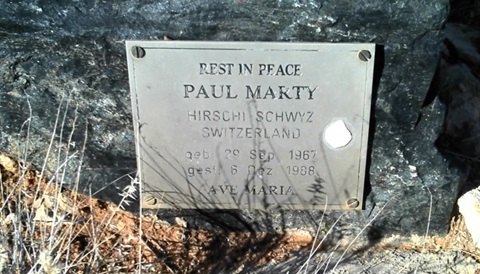 REST IN PEACE
PAUL MARTY
HIRSCHI SCHWYZ
SWITZERLAND
geb. 29 Sep. 1967
gest. 6 Dez 1988
AVE MARIA